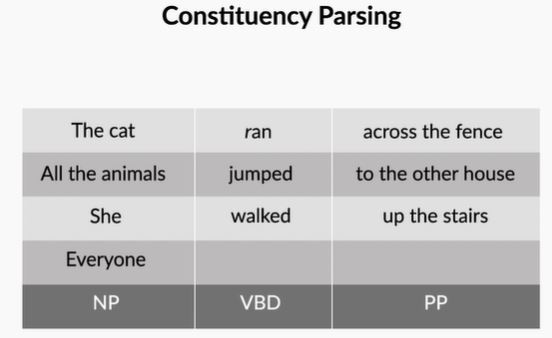 Constituency Parsing
The cat ran across the fence
All the animals jumped to the other house
She walked up the stairs
Everyone
NP VBD PP